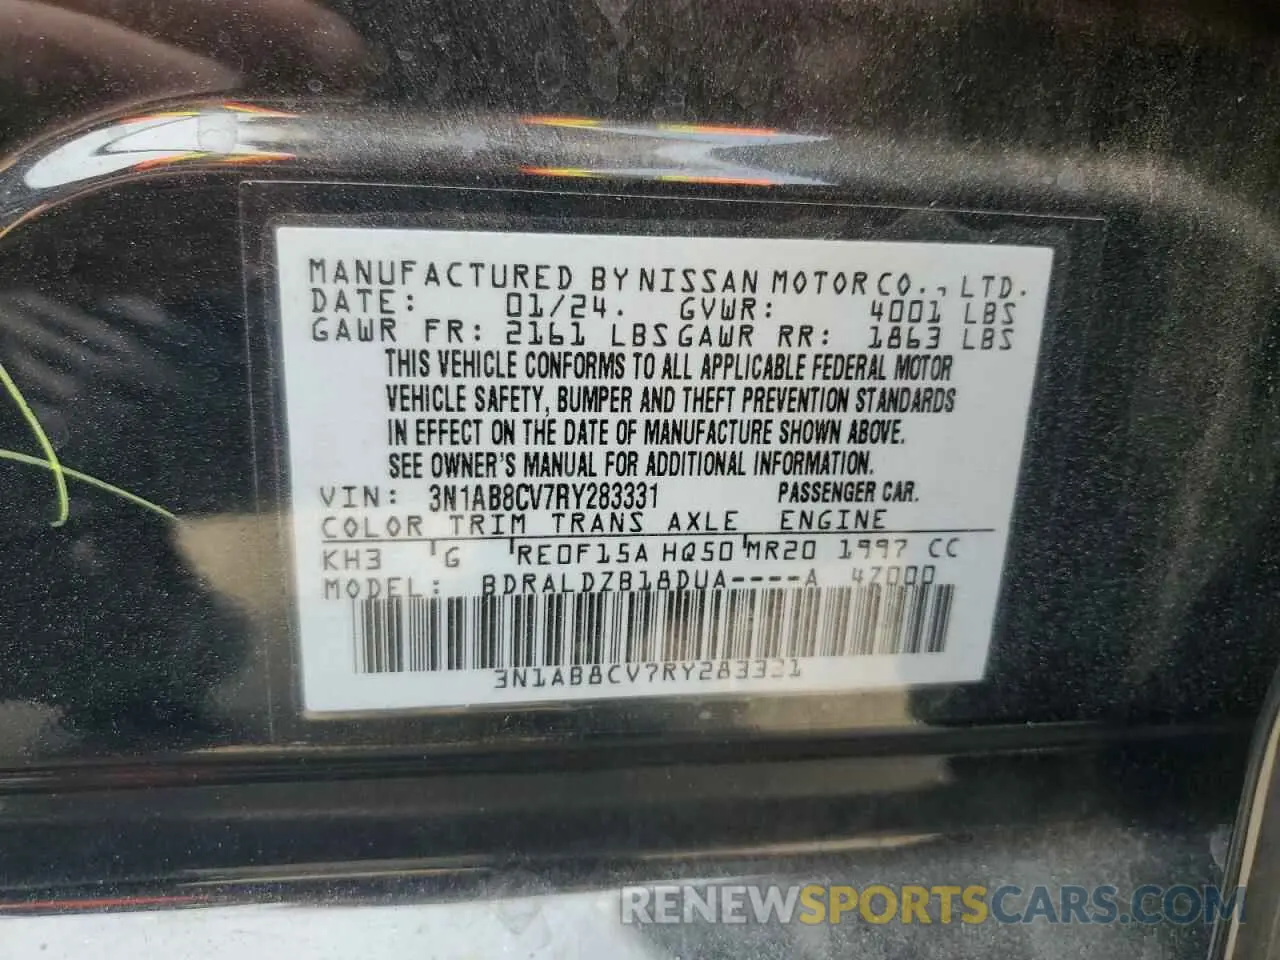 MANUFACTURED BY NISSAN MOTOR CO., LTD.
DATE: 01/24. GVWR: 4001 LBS
GAWR FR: 2161 LBS GAWR RR: 1863 LBS
THIS VEHICLE CONFORMS TO ALL APPLICABLE FEDERAL MOTOR
VEHICLE SAFETY, BUMPER AND THEFT PREVENTION STANDARDS
IN EFFECT ON THE DATE OF MANUFACTURE SHOWN ABOVE.
SEE OWNER'S MANUAL FOR ADDITIONAL INFORMATION.
VIN: 3N1AB8CV7RY283331 PASSENGER CAR.
COLOR TRIM TRANS AXLE ENGINE
KH3 G RE0F15A HQ50 MR20 1997 CC
MODEL: BDRALDZB18DUA----A 4Z000
3N1AB8CV7RY283331
RENEWSPORTSCARS.COM